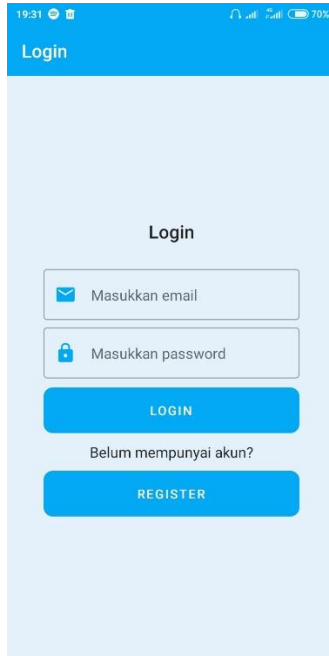 19:31 70%
Login
Login
Masukkan email
Masukkan password
LOGIN
Belum mempunyai akun?
REGISTER